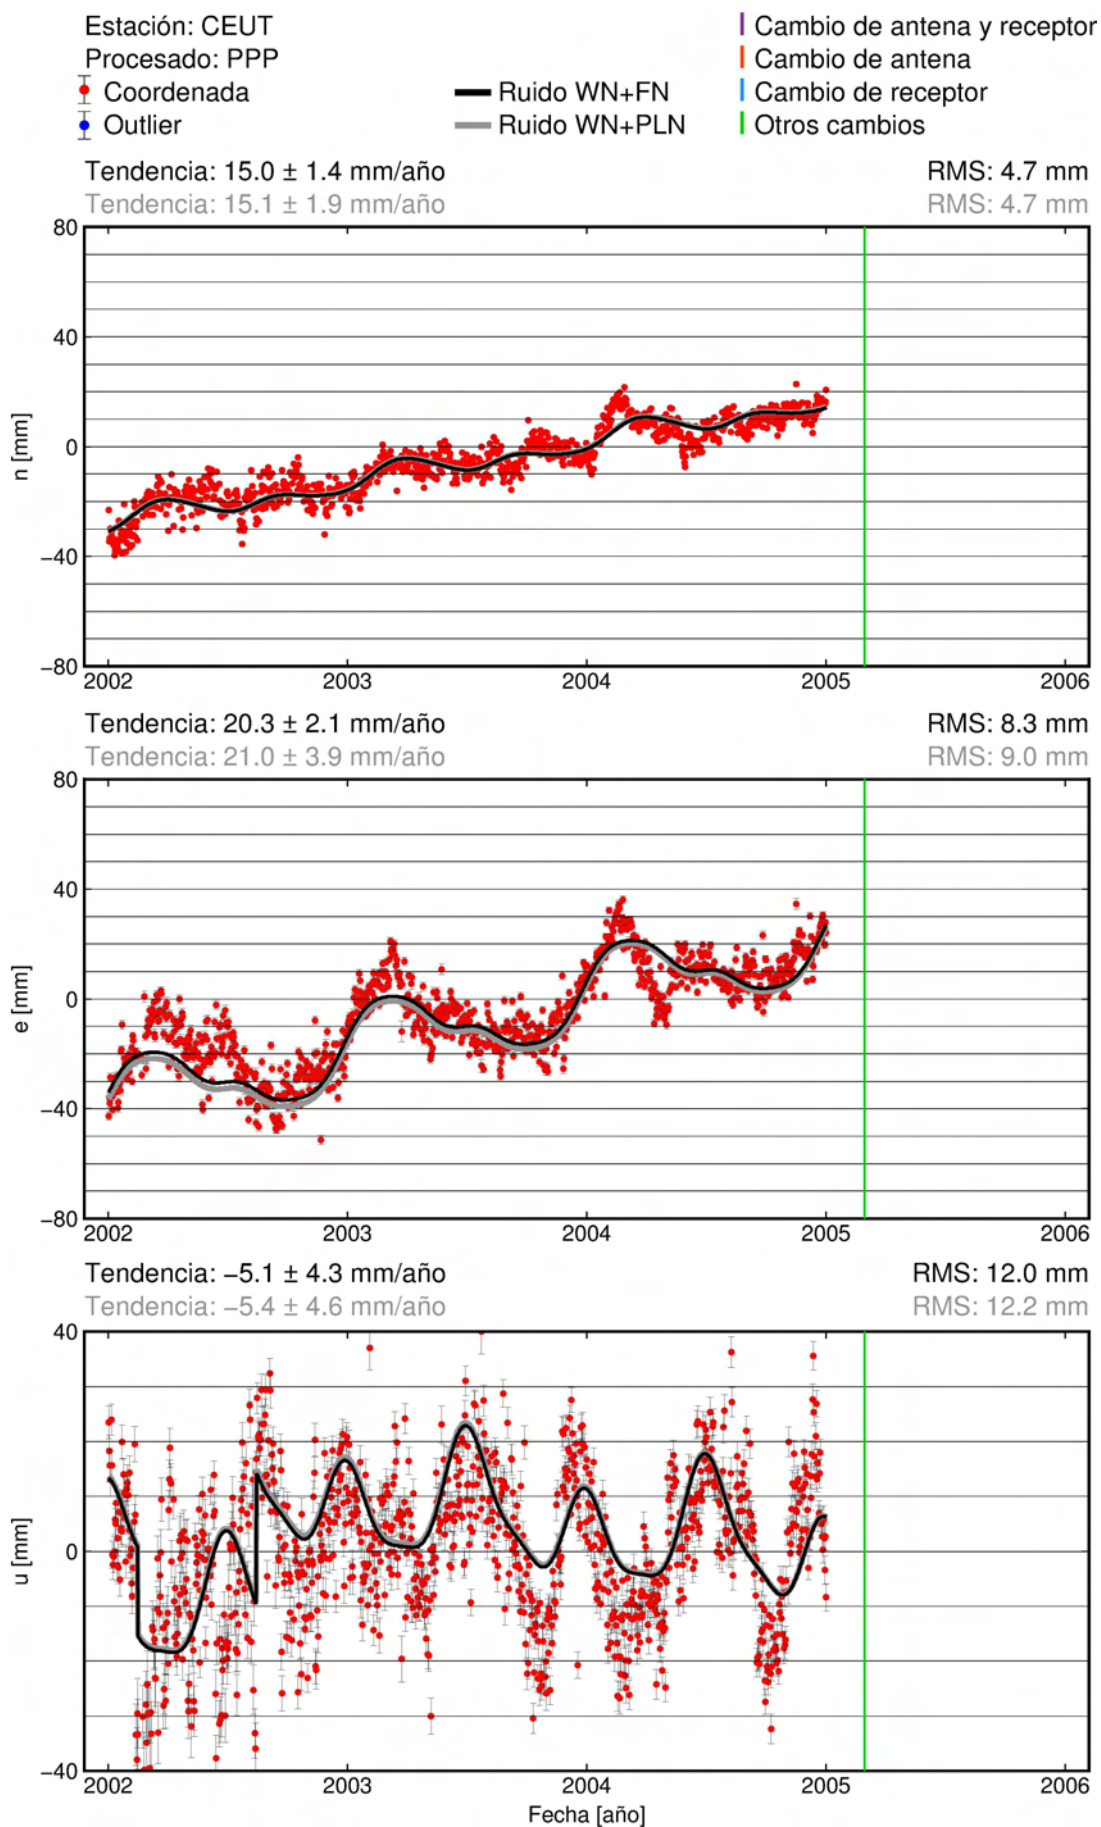 Estación: CEUT
Procesado: PPP
Coordenada
Outlier
Ruido WN+FN
Ruido WN+PLN
Cambio de antena y receptor
Cambio de antena
Cambio de receptor
Otros cambios
Tendencia: 15.0 ± 1.4 mm/año RMS: 4.7 mm
Tendencia: 15.1 ± 1.9 mm/año RMS: 4.7 mm
80
40
0
−40
−80
n [mm]
2002 2003 2004 2005 2006
Tendencia: 20.3 ± 2.1 mm/año RMS: 8.3 mm
Tendencia: 21.0 ± 3.9 mm/año RMS: 9.0 mm
80
40
0
−40
−80
e [mm]
2002 2003 2004 2005 2006
Tendencia: −5.1 ± 4.3 mm/año RMS: 12.0 mm
Tendencia: −5.4 ± 4.6 mm/año RMS: 12.2 mm
40
20
0
−20
−40
u [mm]
2002 2003 2004 2005 2006
Fecha [año]